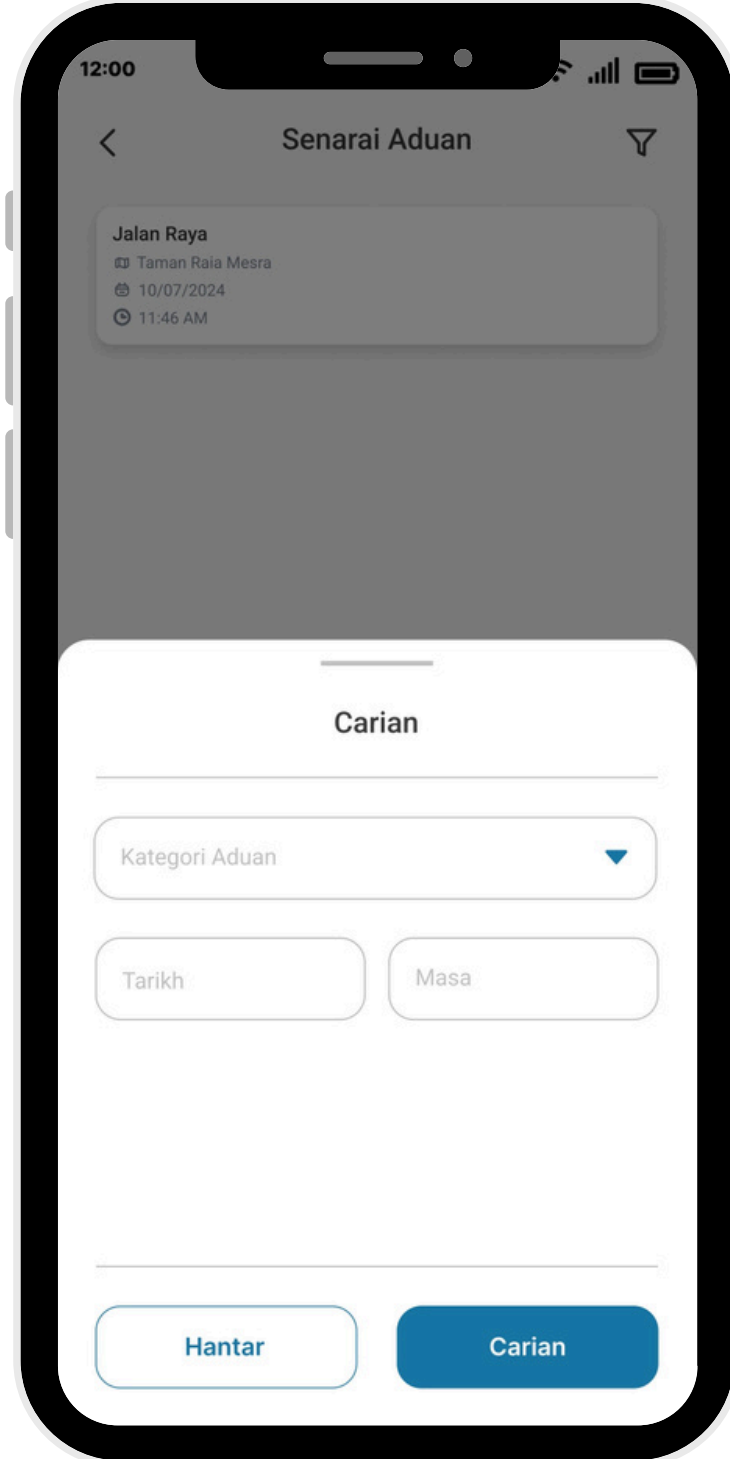 12:00
Senarai Aduan
Jalan Raya
Taman Raia Mesra
10/07/2024
11:46 AM
Carian
Kategori Aduan
Tarikh
Masa
Hantar
Carian